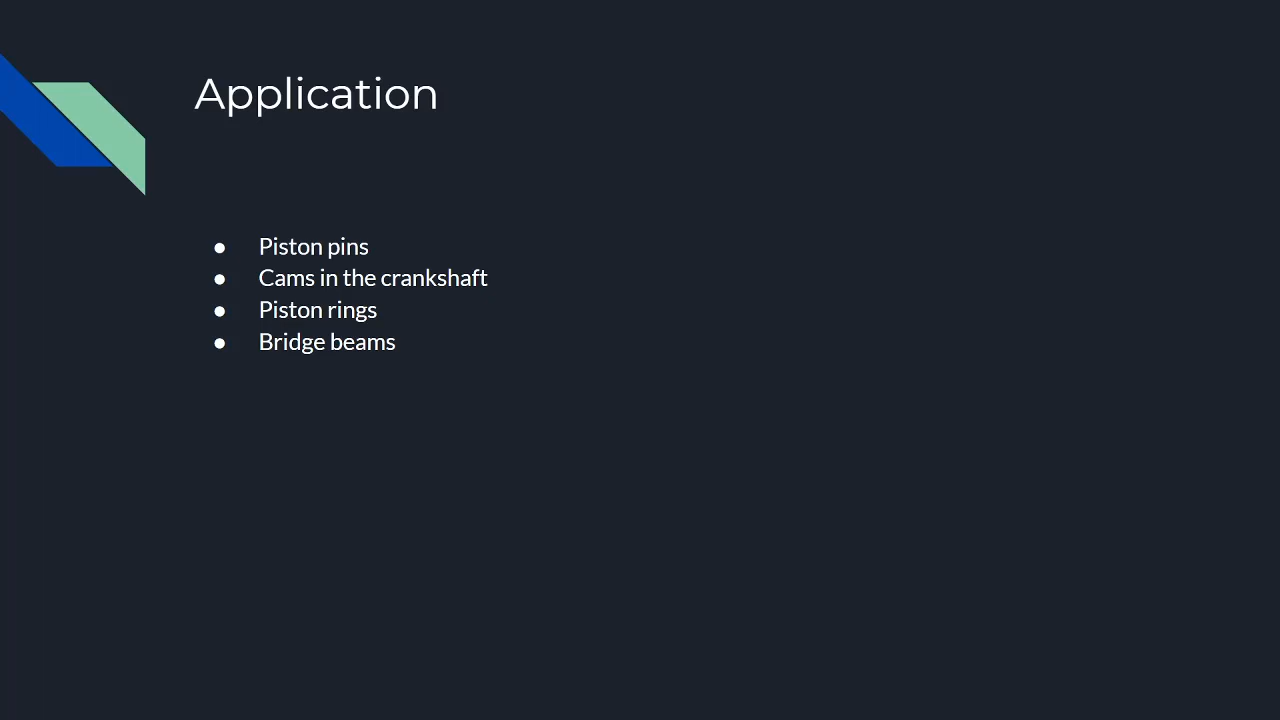 Application
● Piston pins
● Cams in the crankshaft
● Piston rings
● Bridge beams